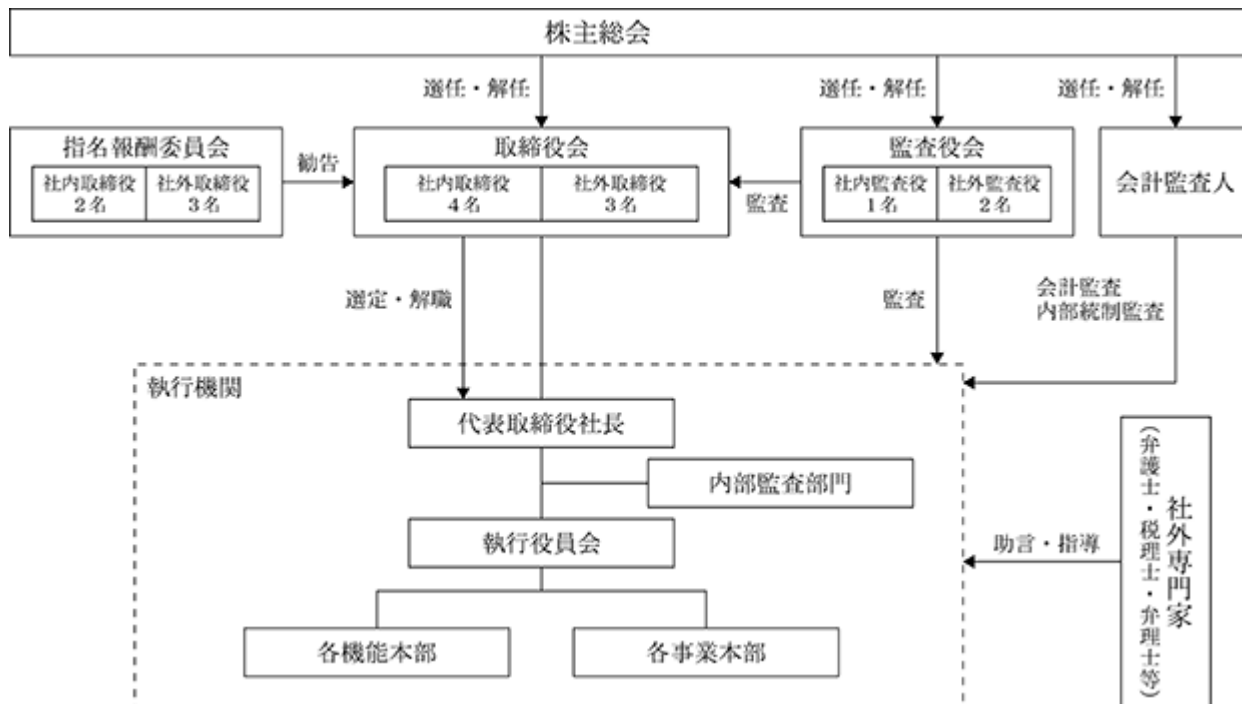 株主総会
選任・解任
選任・解任
選任・解任
指名報酬委員会
社内取締役
2名
社外取締役
3名
勧告
取締役会
社内取締役
4名
社外取締役
3名
監査
監査役会
社内監査役
1名
社外監査役
2名
会計監査人
選定・解職
監査
会計監査
内部統制監査
執行機関
代表取締役社長
内部監査部門
執行役員会
各機能本部
各事業本部
助言・指導
社外専門家
(弁護士・税理士・弁理士等)